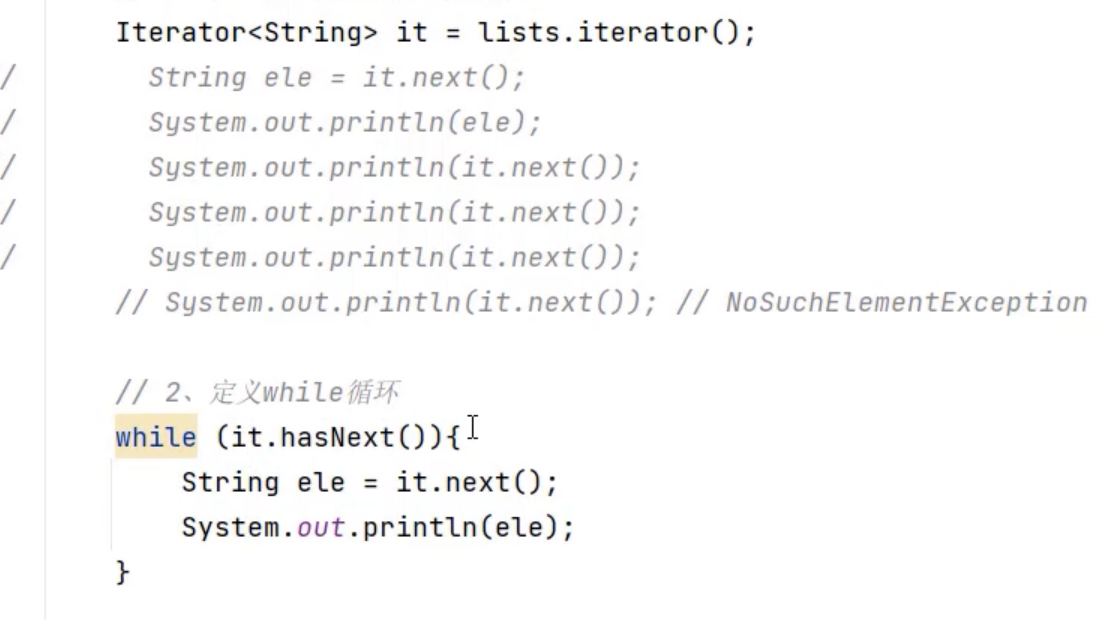 Iterator<String> it = lists.iterator();
/ String ele = it.next();
/ System.out.println(ele);
/ System.out.println(it.next());
/ System.out.println(it.next());
/ System.out.println(it.next());
// System.out.println(it.next()); // NoSuchElementException
// 2、定义while循环
while (it.hasNext()){
String ele = it.next();
System.out.println(ele);
}